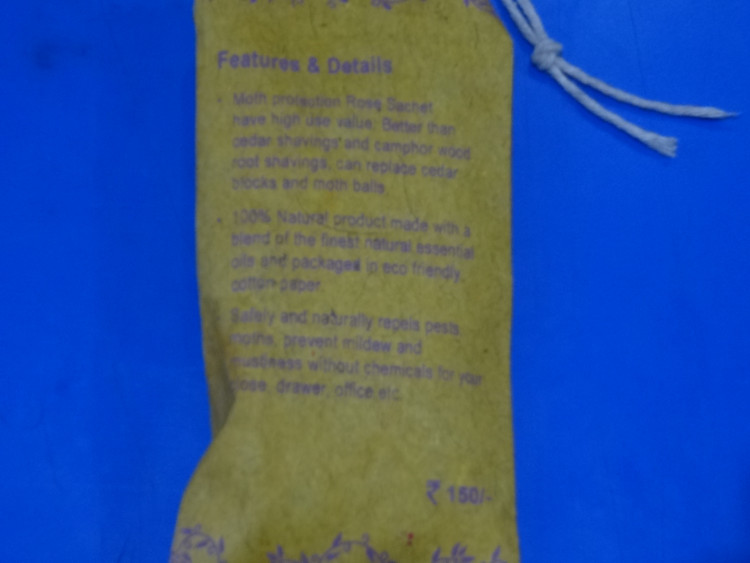 Features & Details
• Moth protection Rose Sachet
have high use value. Better than
cedar shavings and camphor wood
root shavings, can replace cedar
blocks and moth balls.
• 100% Natural product made with a
blend of the finest natural essential
oils and packaged in eco friendly,
cotton paper.
Safely and naturally repels pests,
moths, prevent mildew and
mustiness without chemicals for your
drawer, office etc.
₹ 150/-